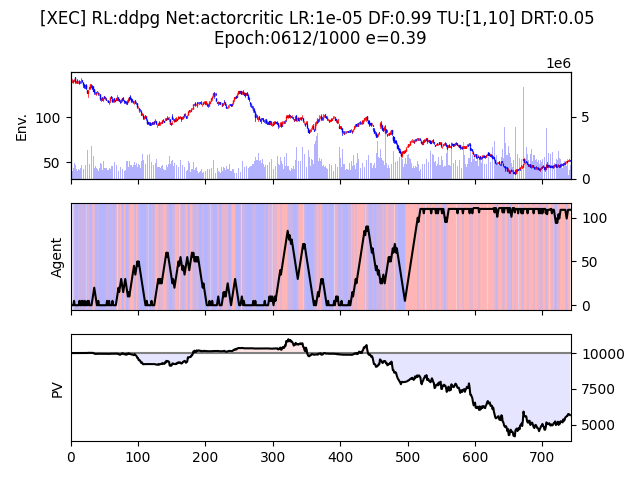 [XEC] RL:ddpg Net:actorcritic LR:1e-05 DF:0.99 TU:[1,10] DRT:0.05
Epoch:0612/1000 e=0.39
1e6
Env.
100
50
5
0
Agent
100
50
0
PV
10000
7500
5000
0 100 200 300 400 500 600 700